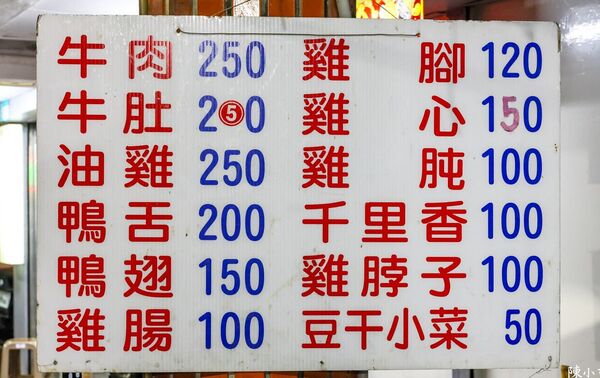 牛肉 250
牛肚 250
油雞 250
鴨舌 200
鴨翅 150
雞腸 100
雞腳 120
雞心 150
雞肫 100
千里香 100
雞脖子 100
豆干小菜 50
陳小